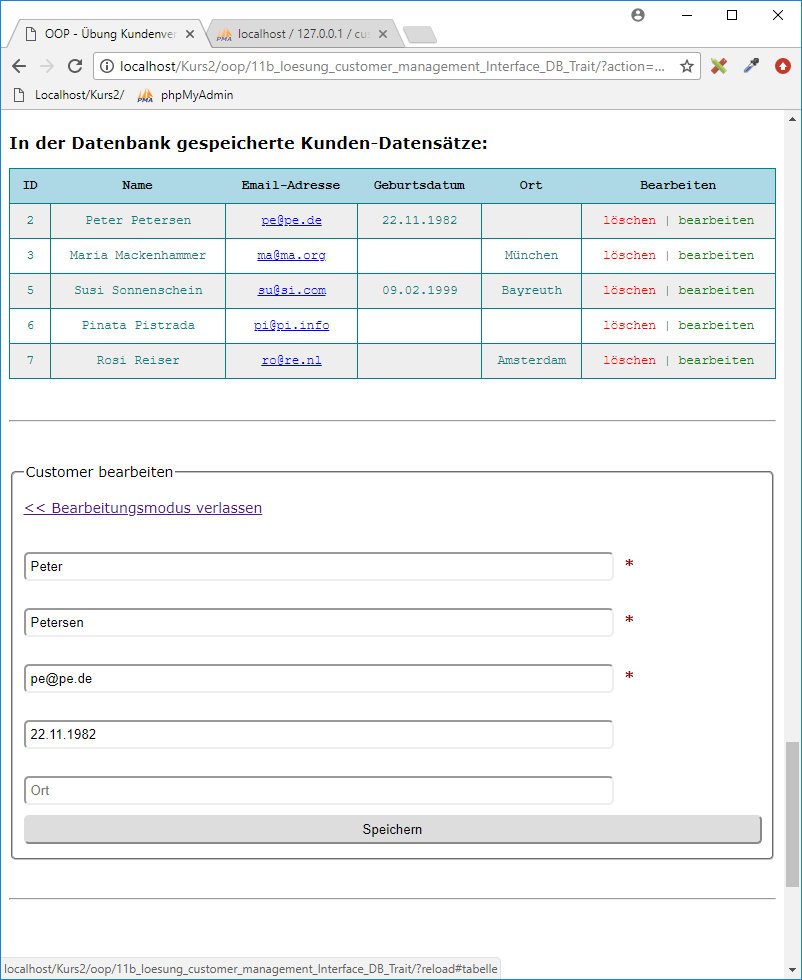 OOP - Übung Kundenver
localhost / 127.0.0.1 / cus
localhost/Kurs2/oop/11b_loesung_customer_management_Interface_DB_Trait/?action=...
Localhost/Kurs2/ phpMyAdmin
In der Datenbank gespeicherte Kunden-Datensätze:
ID Name Email-Adresse Geburtsdatum Ort Bearbeiten
2 Peter Petersen pe@pe.de 22.11.1982 löschen | bearbeiten
3 Maria Mackenhammer ma@ma.org München löschen | bearbeiten
5 Susi Sonnenschein su@si.com 09.02.1999 Bayreuth löschen | bearbeiten
6 Pinata Pistrada pi@pi.info löschen | bearbeiten
7 Rosi Reiser ro@re.nl Amsterdam löschen | bearbeiten
Customer bearbeiten
<< Bearbeitungsmodus verlassen
Peter *
Petersen *
pe@pe.de *
22.11.1982
Ort
Speichern
localhost/Kurs2/oop/11b_loesung_customer_management_Interface_DB_Trait/?reload#tabelle